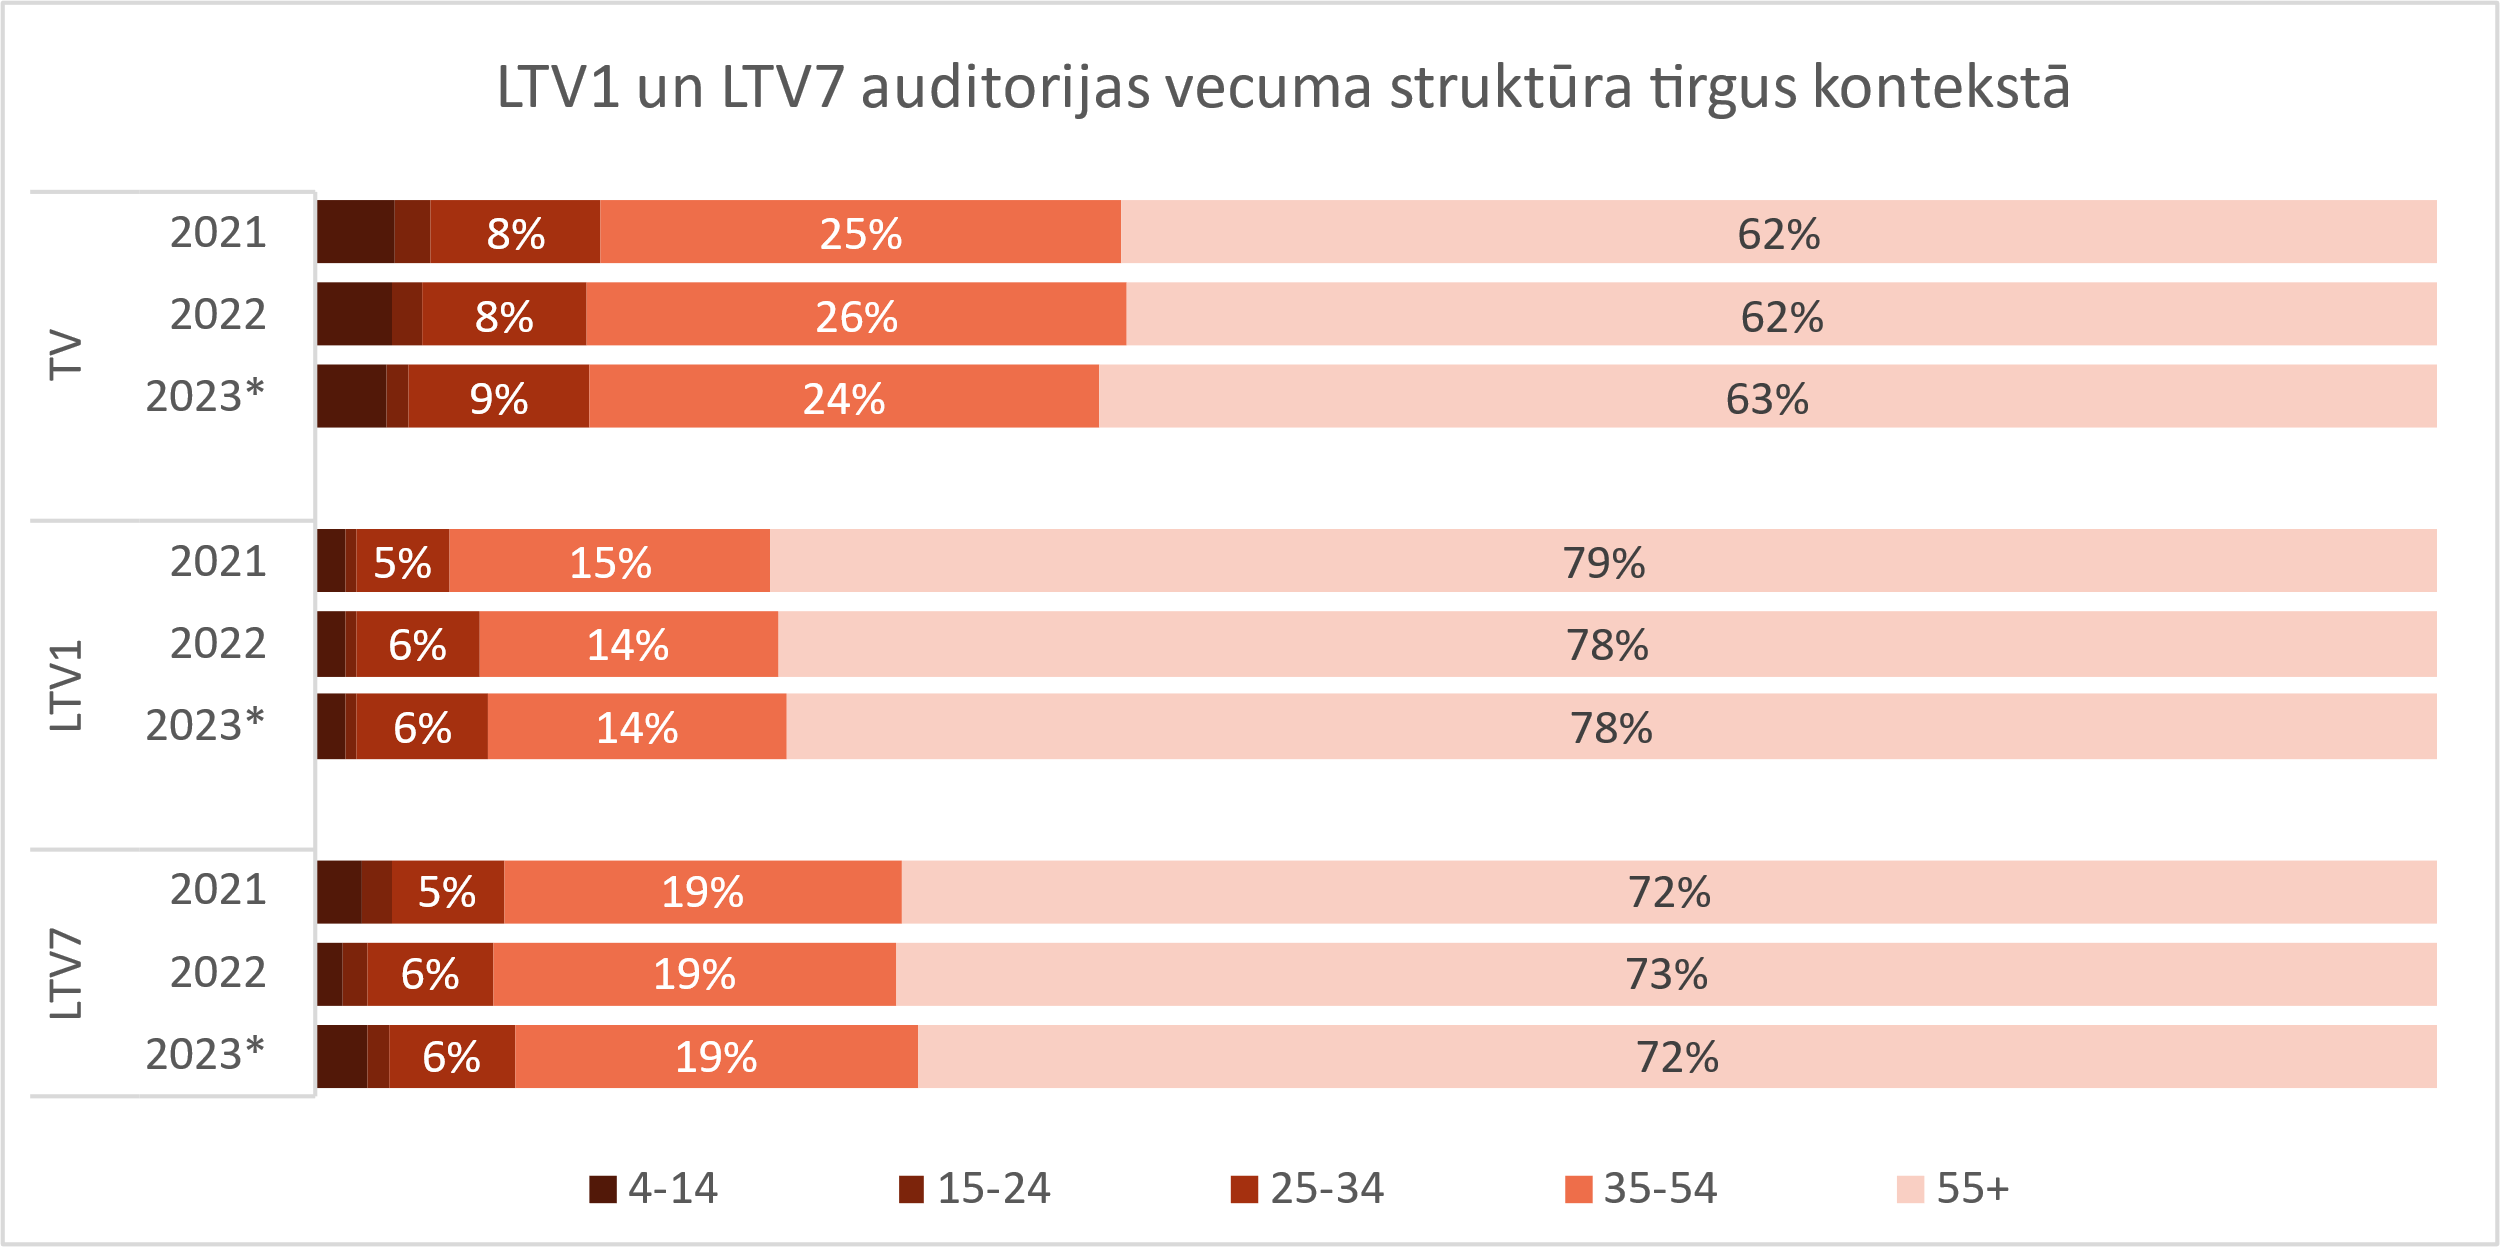 LTV1 un LTV7 auditorijas vecuma struktūra tirgus kontekstā
TV
2021 8% 25% 62%
2022 8% 26% 62%
2023* 9% 24% 63%
LTV1
2021 5% 15% 79%
2022 6% 14% 78%
2023* 6% 14% 78%
LTV7
2021 5% 19% 72%
2022 6% 19% 73%
2023* 6% 19% 72%
4-14 15-24 25-34 35-54 55+